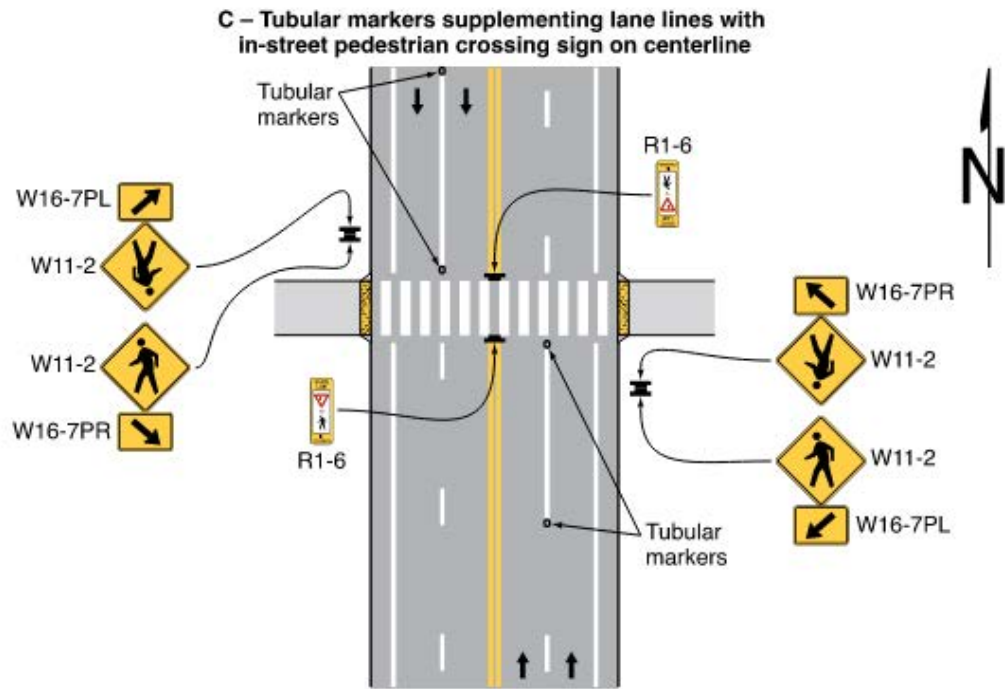 C – Tubular markers supplementing lane lines with
in-street pedestrian crossing sign on centerline
Tubular
markers
R1-6
N
W16-7PL
W11-2
W11-2
W16-7PR
R1-6
W16-7PR
W11-2
W11-2
W16-7PL
Tubular
markers